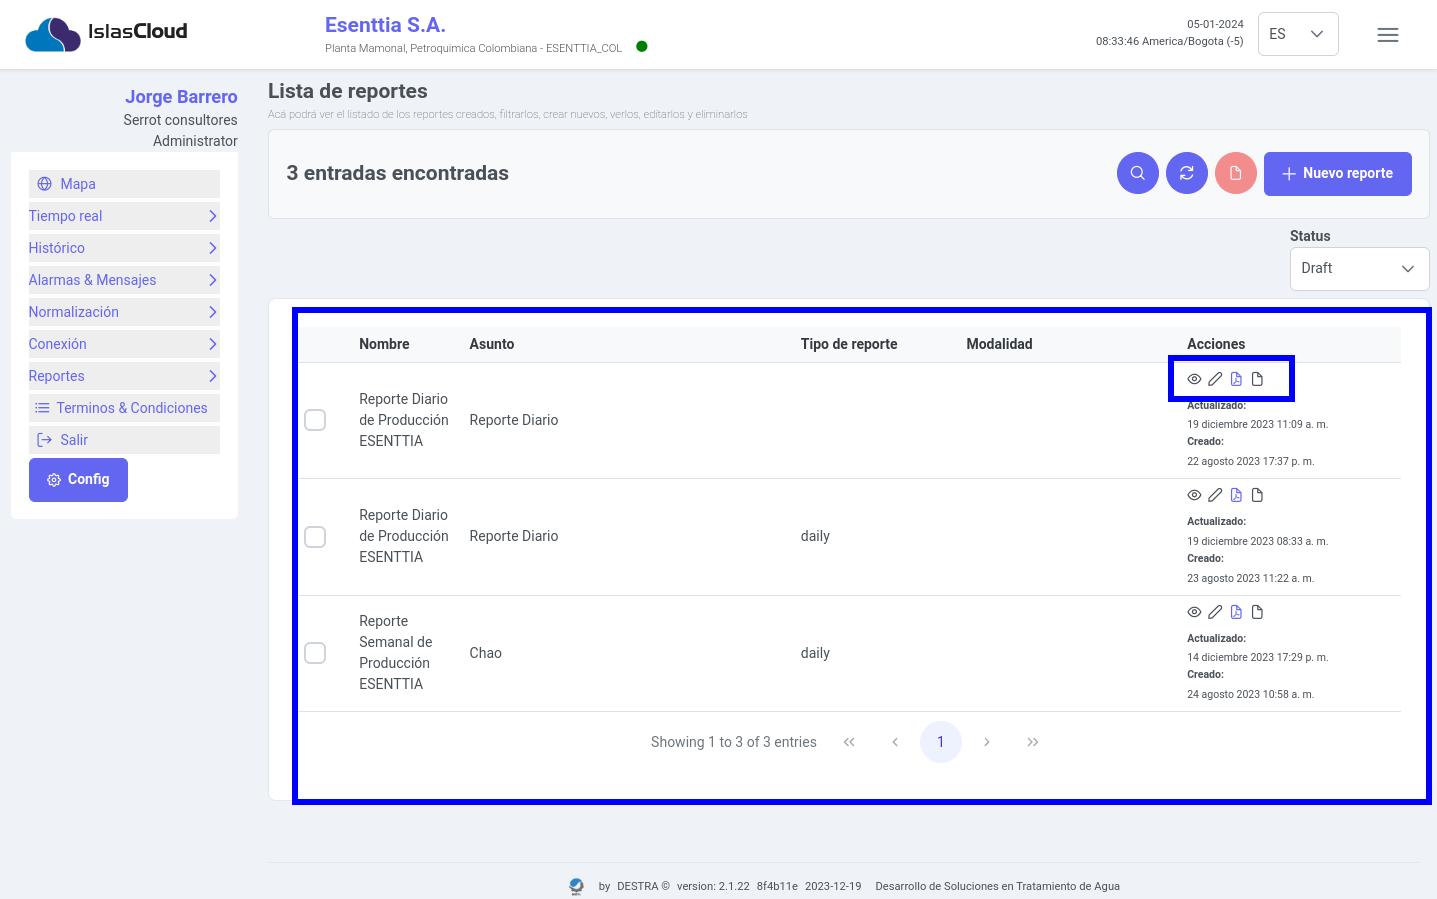 IslasCloud
Esenttia S.A.
Planta Mamonal, Petroquimica Colombiana - ESENTTIA_COL
05-01-2024
08:33:46 America/Bogota (-5)
ES
Jorge Barrero
Serrot consultores
Administrator
Mapa
Tiempo real
Histórico
Alarmas & Mensajes
Normalización
Conexión
Reportes
Terminos & Condiciones
Salir
Config
Lista de reportes
Acá podrá ver el listado de los reportes creados, filtrarlos, crear nuevos, verlos, editarlos y eliminarlos
3 entradas encontradas
Nuevo reporte
Status
Draft
Nombre Asunto Tipo de reporte Modalidad Acciones
Reporte Diario
de Producción
ESENTTIA
Reporte Diario
Actualizado:
19 diciembre 2023 11:09 a. m.
Creado:
22 agosto 2023 17:37 p. m.
Reporte Diario
de Producción
ESENTTIA
Reporte Diario
daily
Actualizado:
19 diciembre 2023 08:33 a. m.
Creado:
23 agosto 2023 11:22 a. m.
Reporte
Semanal de
Producción
ESENTTIA
Chao
daily
Actualizado:
14 diciembre 2023 17:29 p. m.
Creado:
24 agosto 2023 10:58 a. m.
Showing 1 to 3 of 3 entries 1
by DESTRA © version: 2.1.22 8f4b11e 2023-12-19 Desarrollo de Soluciones en Tratamiento de Agua